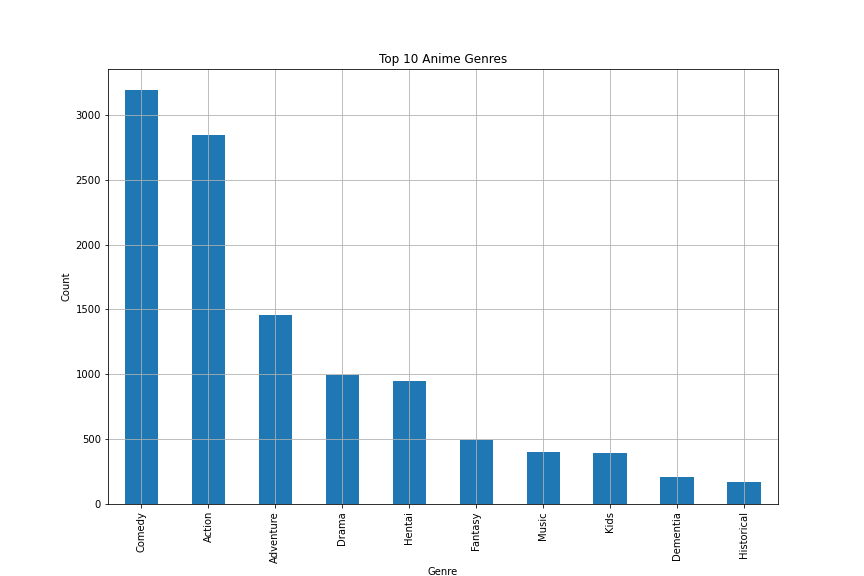 Top 10 Anime Genres
Count
3000
2500
2000
1500
1000
500
0
Comedy
Action
Adventure
Drama
Hentai
Fantasy
Music
Kids
Dementia
Historical
Genre